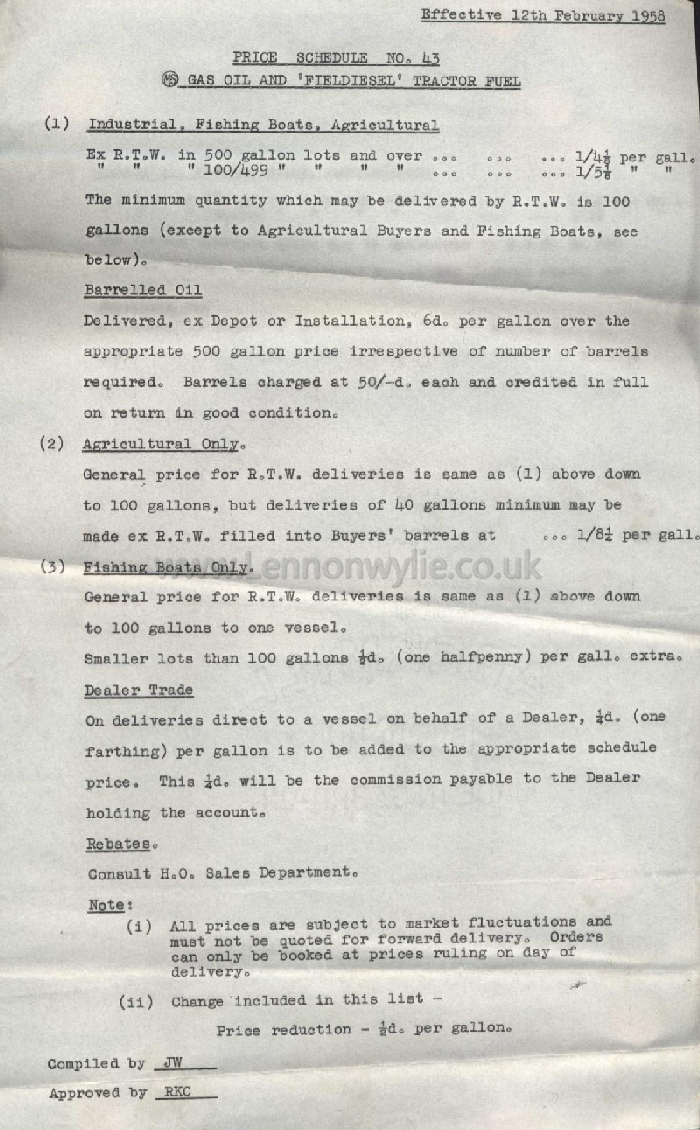 Effective 12th February 1958
PRICE SCHEDULE NO. 43
MS GAS OIL AND 'FIELDIESEL' TRACTOR FUEL
(1) Industrial, Fishing Boats, Agricultural
Ex R.T.W. in 500 gallon lots and over ... ... ... 1/4½ per gall.
" " " 100/499 " " " " ... ... ... 1/5½ " "
The minimum quantity which may be delivered by R.T.W. is 100
gallons (except to Agricultural Buyers and Fishing Boats, see
below).
Barrelled Oil
Delivered, ex Depot or Installation, 6d. per gallon over the
appropriate 500 gallon price irrespective of number of barrels
required. Barrels charged at 50/-d. each and credited in full
on return in good condition.
(2) Agricultural Only.
General price for R.T.W. deliveries is same as (1) above down
to 100 gallons, but deliveries of 40 gallons minimum may be
made ex R.T.W. filled into Buyers' barrels at ... 1/8½ per gall.
www.Lennonwylie.co.uk
(3) Fishing Boats Only.
General price for R.T.W. deliveries is same as (1) above down
to 100 gallons to one vessel.
Smaller lots than 100 gallons ½d. (one halfpenny) per gall. extra.
Dealer Trade
On deliveries direct to a vessel on behalf of a Dealer, ¼d. (one
farthing) per gallon is to be added to the appropriate schedule
price. This ¼d. will be the commission payable to the Dealer
holding the account.
Rebates.
Consult H.O. Sales Department.
Note:
(i) All prices are subject to market fluctuations and
must not be quoted for forward delivery. Orders
can only be booked at prices ruling on day of
delivery.
(ii) Change included in this list -
Price reduction - ½d. per gallon.
Compiled by JW
Approved by RKC